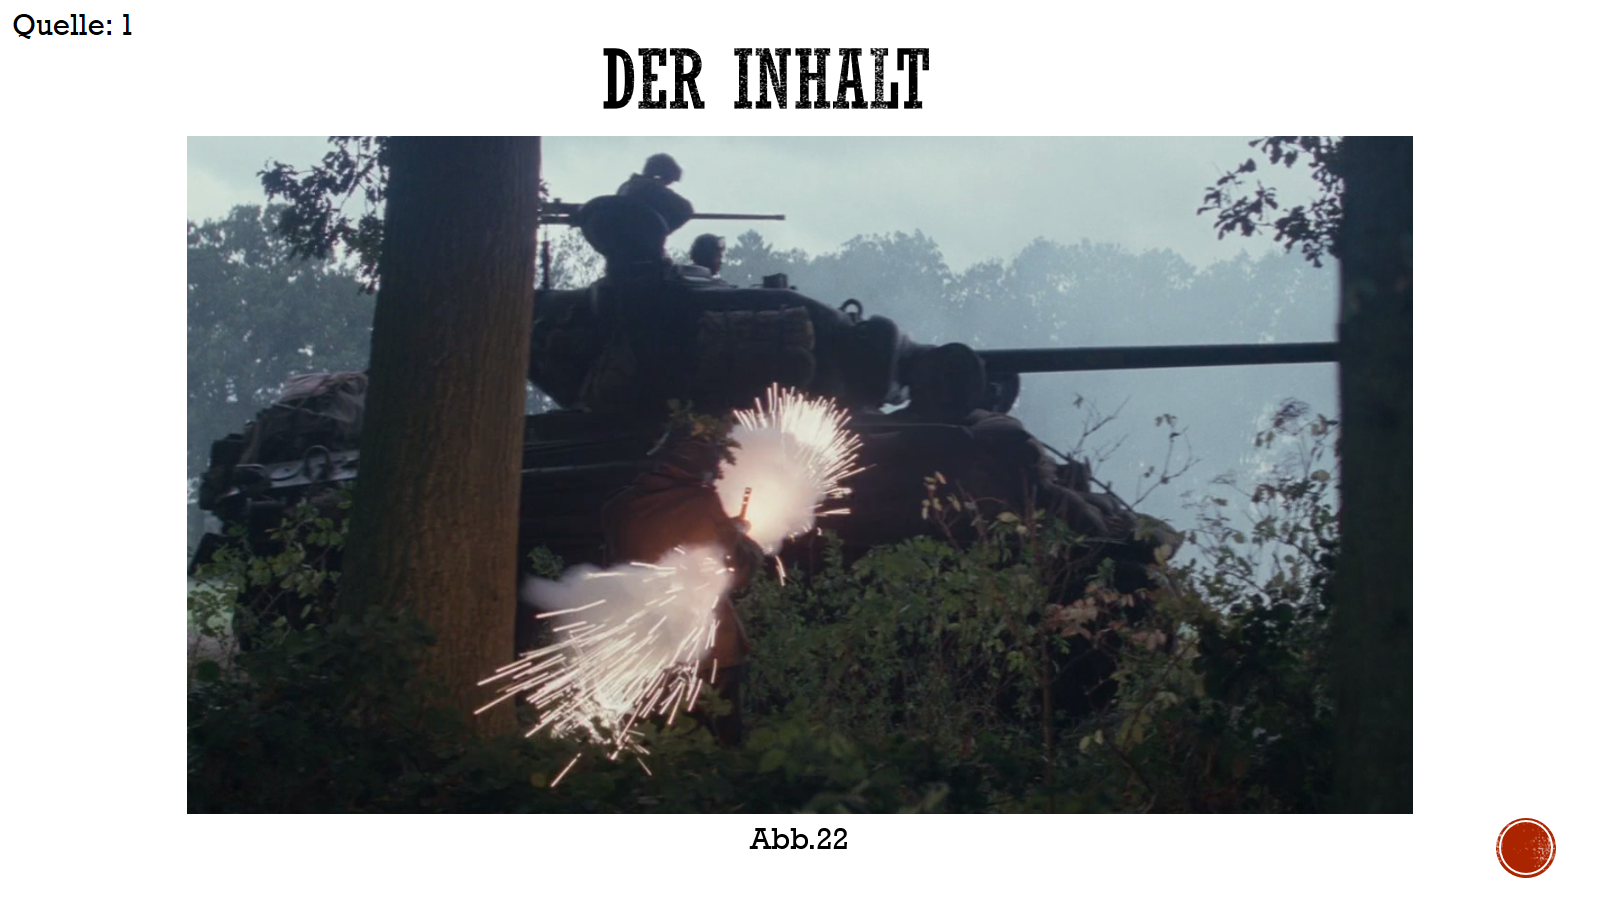 Quelle: 1
DER INHALT
Abb.22